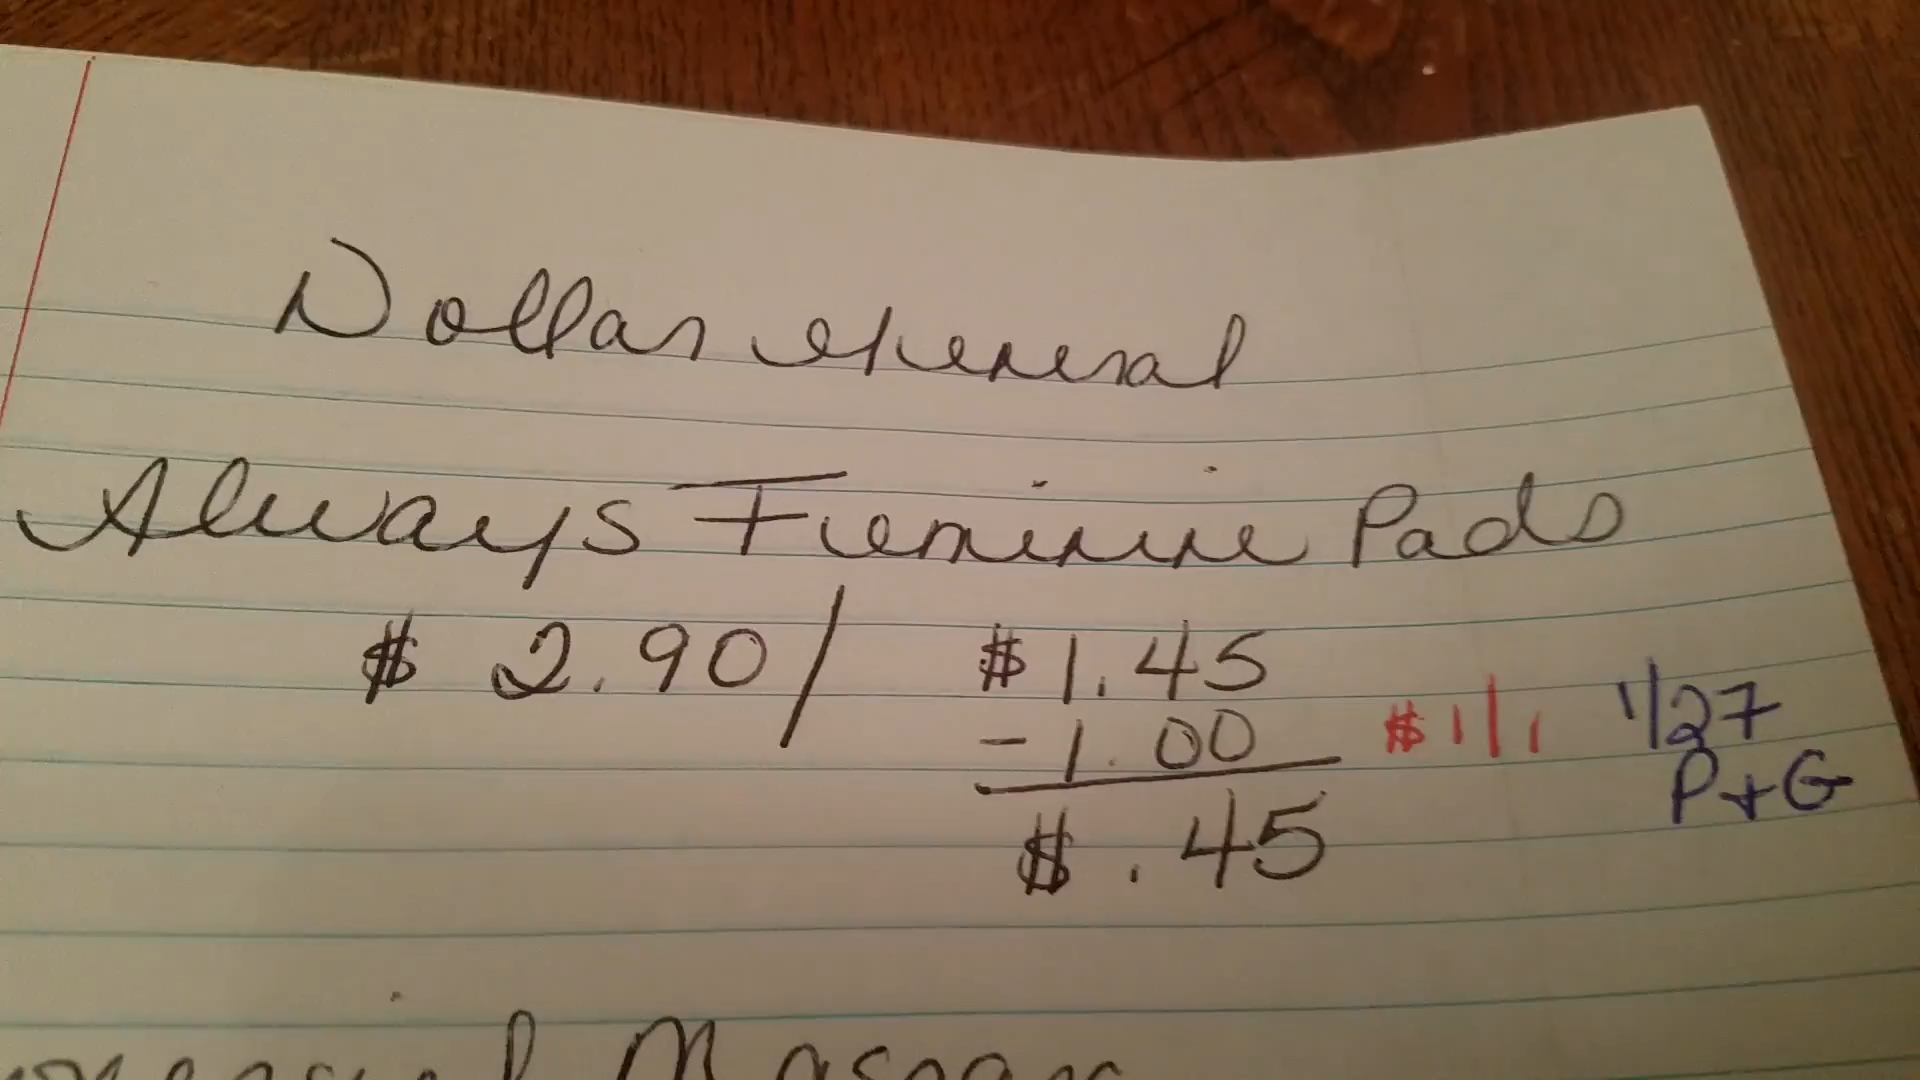 Dollar General
Always Feminine Pads
$ 2.90/ $1.45
-1.00 $1/1 1/27
P+G
$ .45